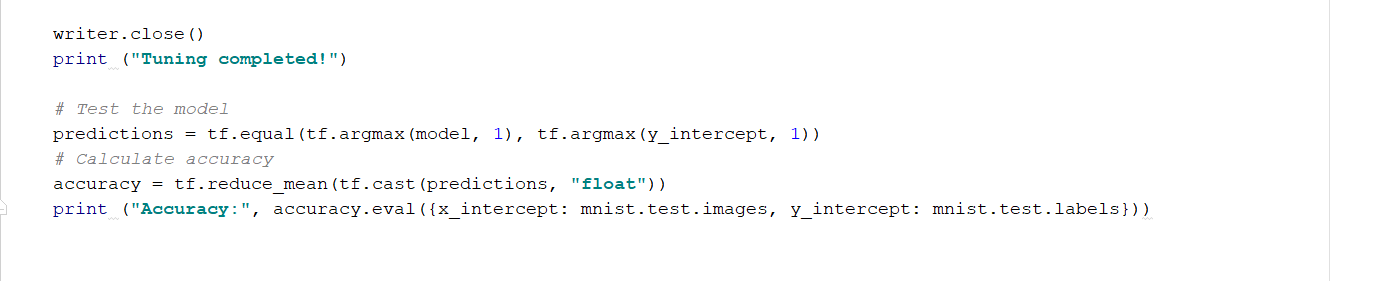 writer.close()
print ("Tuning completed!")
# Test the model
predictions = tf.equal(tf.argmax(model, 1), tf.argmax(y_intercept, 1))
# Calculate accuracy
accuracy = tf.reduce_mean(tf.cast(predictions, "float"))
print ("Accuracy:", accuracy.eval({x_intercept: mnist.test.images, y_intercept: mnist.test.labels}))